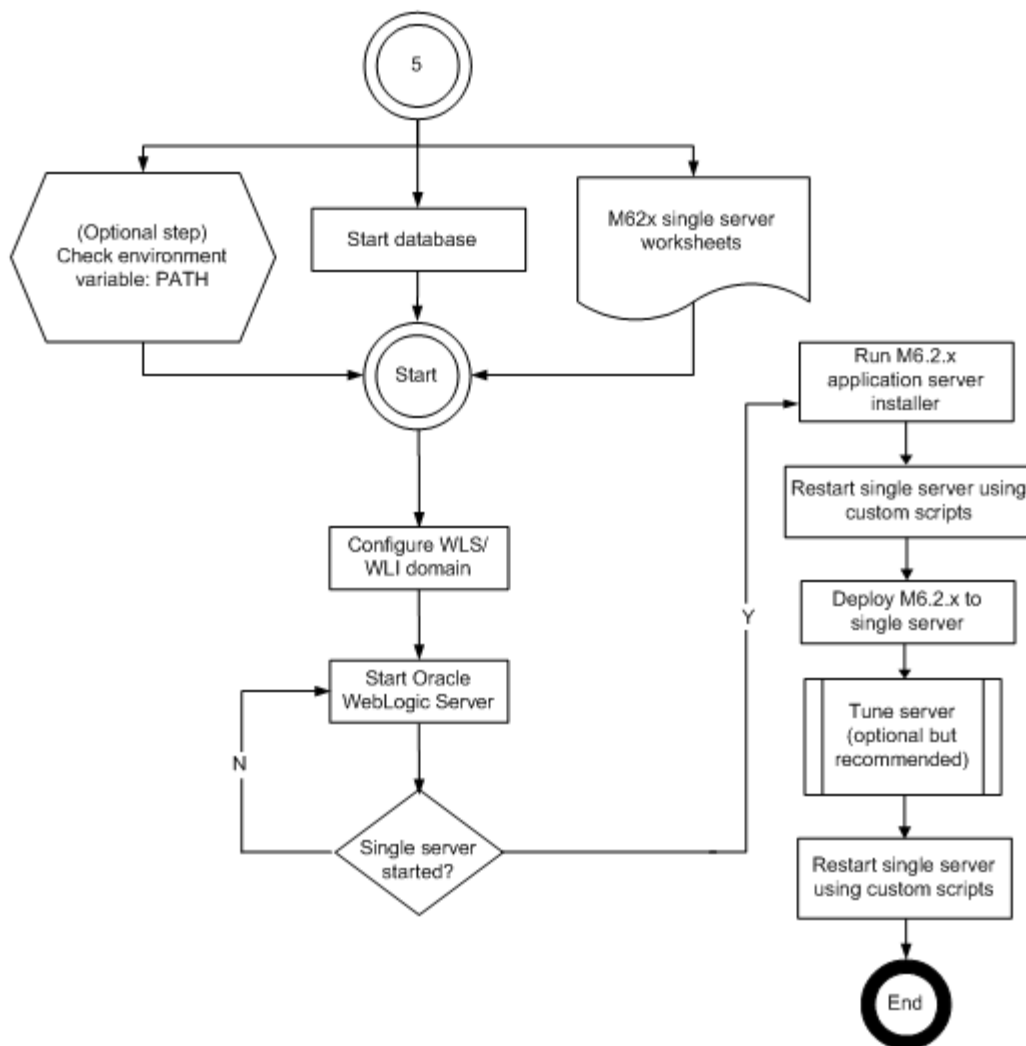 5
(Optional step)
Check environment
variable: PATH
Start database
M62x single server
worksheets
Start
Configure WLS/
WLI domain
Start Oracle
WebLogic Server
N
Single server
started?
Y
Run M6.2.x
application server
installer
Restart single server using
custom scripts
Deploy M6.2.x to
single server
Tune server
(optional but
recommended)
Restart single server
using custom scripts
End